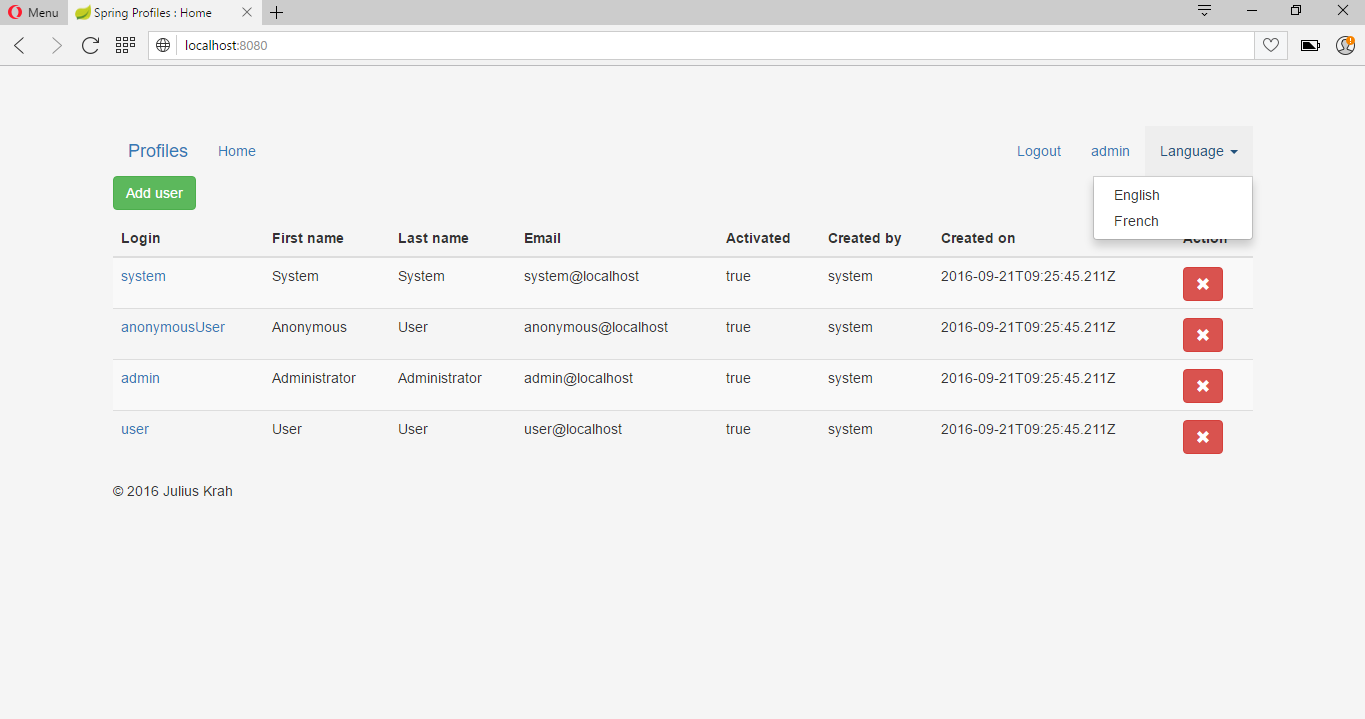 Menu Spring Profiles : Home
localhost:8080
Profiles Home Logout admin Language
Add user
English
French
Login First name Last name Email Activated Created by Created on Action
system System System system@localhost true system 2016-09-21T09:25:45.211Z
anonymousUser Anonymous User anonymous@localhost true system 2016-09-21T09:25:45.211Z
admin Administrator Administrator admin@localhost true system 2016-09-21T09:25:45.211Z
user User User user@localhost true system 2016-09-21T09:25:45.211Z
© 2016 Julius Krah